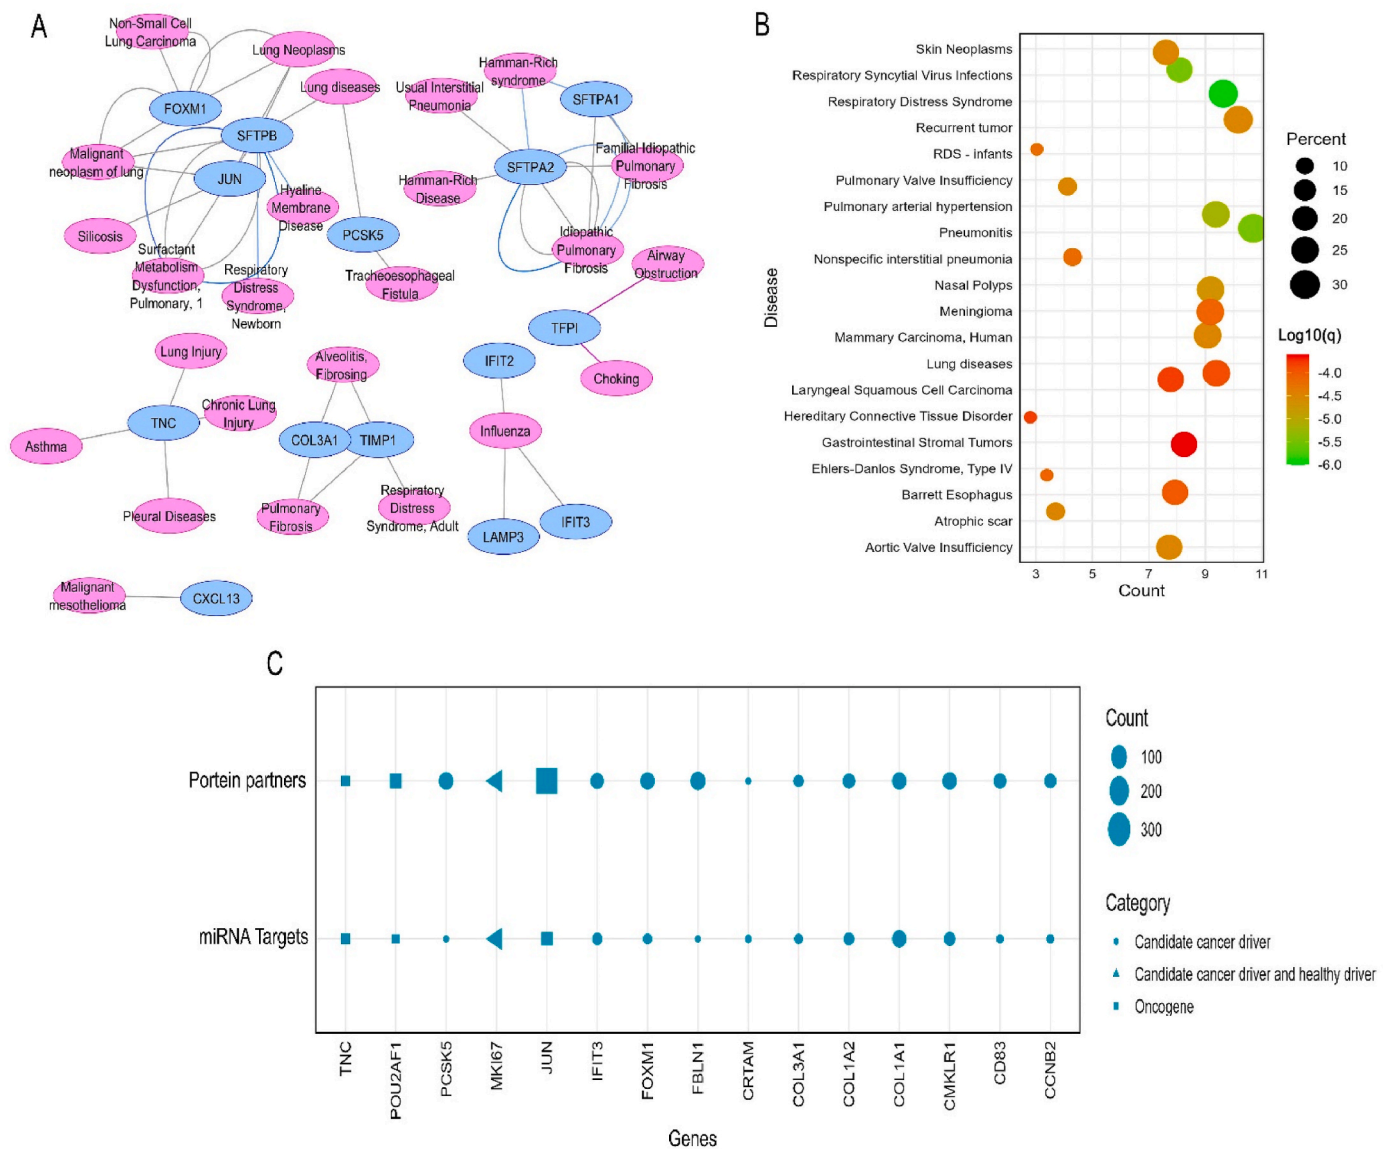 A
Non-Small Cell
Lung Carcinoma
Lung Neoplasms
Lung diseases
FOXM1
SFTPB
Malignant
neoplasm of lung
JUN
Hyaline
Membrane
Disease
Silicosis
PCSK5
Surfactant
Metabolism
Dysfunction,
Pulmonary, 1
Respiratory
Distress
Syndrome,
Newborn
Tracheoesophageal
Fistula
Hamman-Rich
syndrome
Usual Interstitial
Pneumonia
SFTPA1
SFTPA2
Familial Idiopathic
Pulmonary
Fibrosis
Hamman-Rich
Disease
Idiopathic
Pulmonary
Fibrosis
Airway
Obstruction
TFPI
Choking
IFIT2
Influenza
LAMP3
IFIT3
Lung Injury
Chronic Lung
Injury
TNC
Asthma
Pleural Diseases
Alveolitis,
Fibrosing
COL3A1
TIMP1
Pulmonary
Fibrosis
Respiratory
Distress
Syndrome, Adult
Malignant
mesothelioma
CXCL13
B
Disease
Skin Neoplasms
Respiratory Syncytial Virus Infections
Respiratory Distress Syndrome
Recurrent tumor
RDS - infants
Pulmonary Valve Insufficiency
Pulmonary arterial hypertension
Pneumonitis
Nonspecific interstitial pneumonia
Nasal Polyps
Meningioma
Mammary Carcinoma, Human
Lung diseases
Laryngeal Squamous Cell Carcinoma
Hereditary Connective Tissue Disorder
Gastrointestinal Stromal Tumors
Ehlers-Danlos Syndrome, Type IV
Barrett Esophagus
Atrophic scar
Aortic Valve Insufficiency
3 5 7 9 11
Count
Percent
10
15
20
25
30
Log10(q)
-4.0
-4.5
-5.0
-5.5
-6.0
C
Portein partners
miRNA Targets
TNC
POU2AF1
PCSK5
MKI67
JUN
IFIT3
FOXM1
FBLN1
CRTAM
COL3A1
COL1A2
COL1A1
CMKLR1
CD83
CCNB2
Genes
Count
100
200
300
Category
Candidate cancer driver
Candidate cancer driver and healthy driver
Oncogene